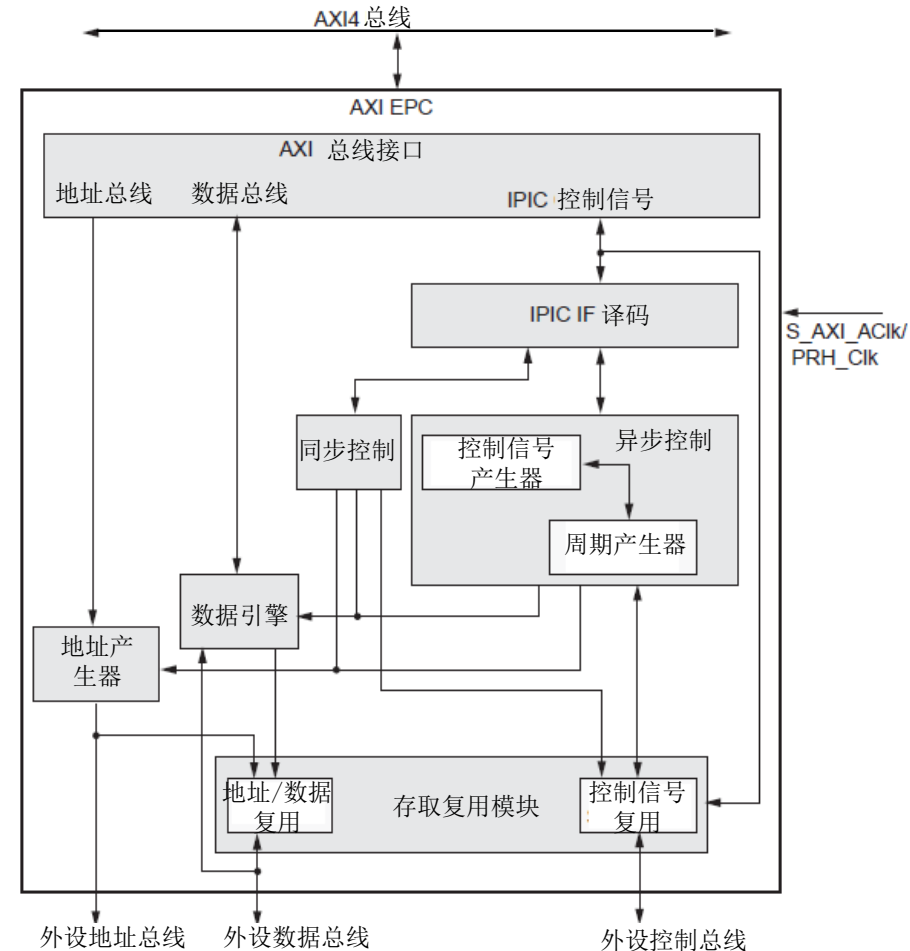 AXI4 总线
AXI EPC
AXI 总线接口
地址总线 数据总线 IPIC 控制信号
IPIC IF 译码
S_AXI_AClk/
PRH_Clk
同步控制
控制信号
产生器
异步控制
周期产生器
数据引擎
地址产
生器
地址/数据
复用
存取复用模块
控制信号
复用
外设地址总线 外设数据总线 外设控制总线